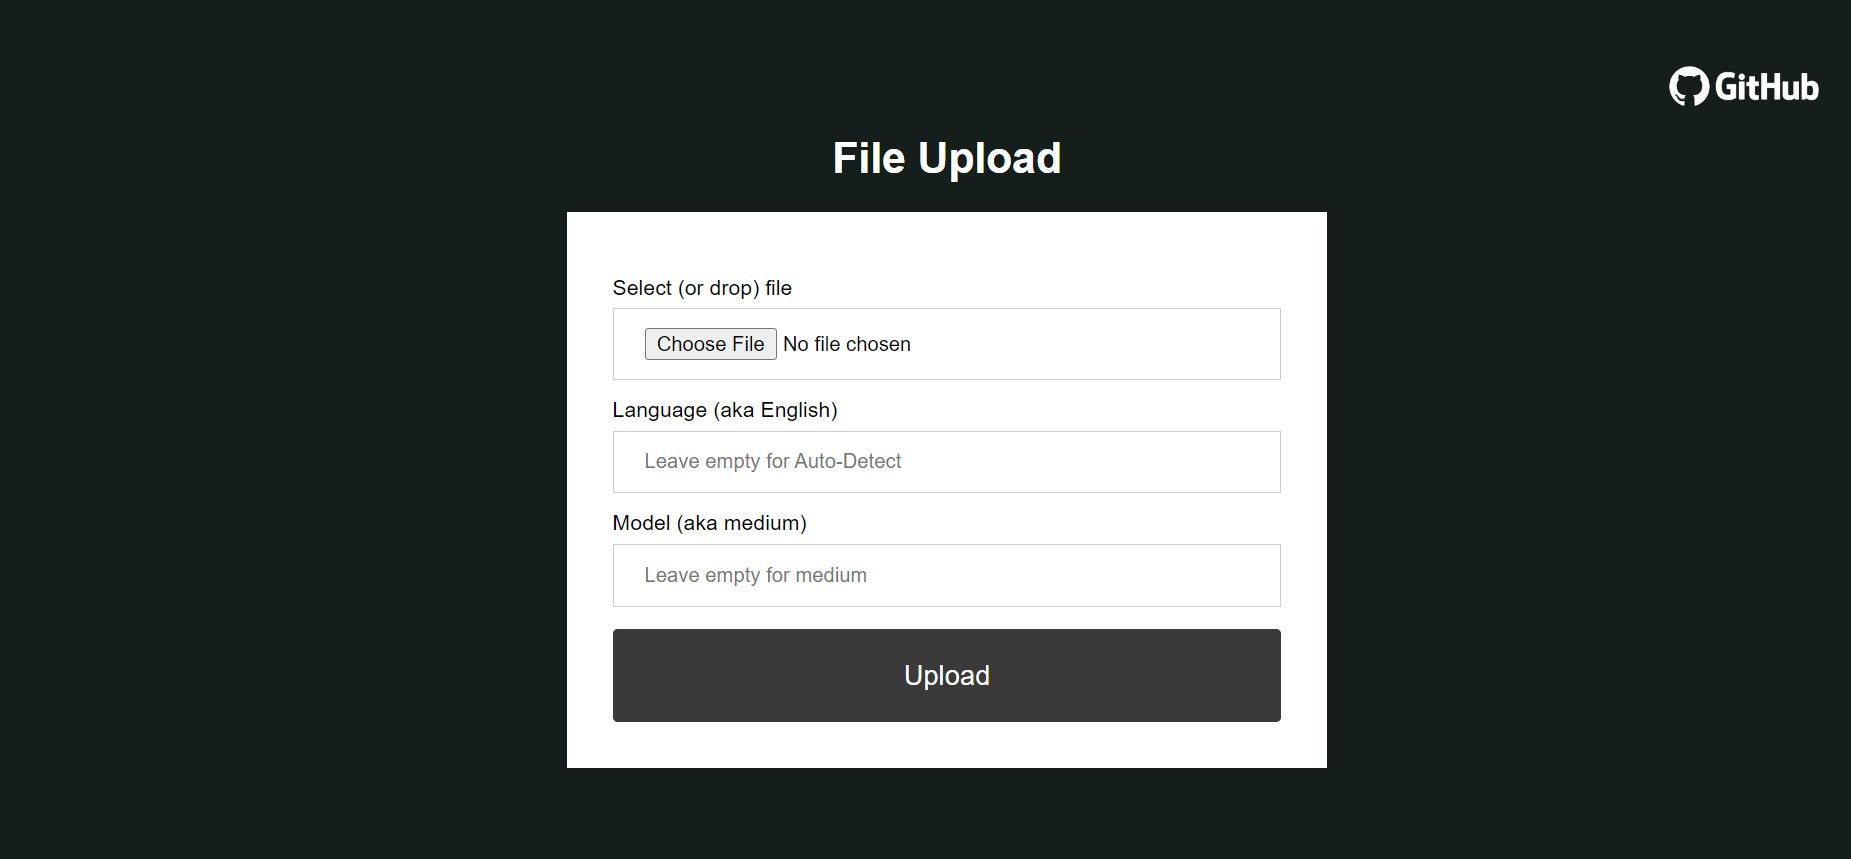 GitHub
File Upload
Select (or drop) file
Choose File No file chosen
Language (aka English)
Leave empty for Auto-Detect
Model (aka medium)
Leave empty for medium
Upload